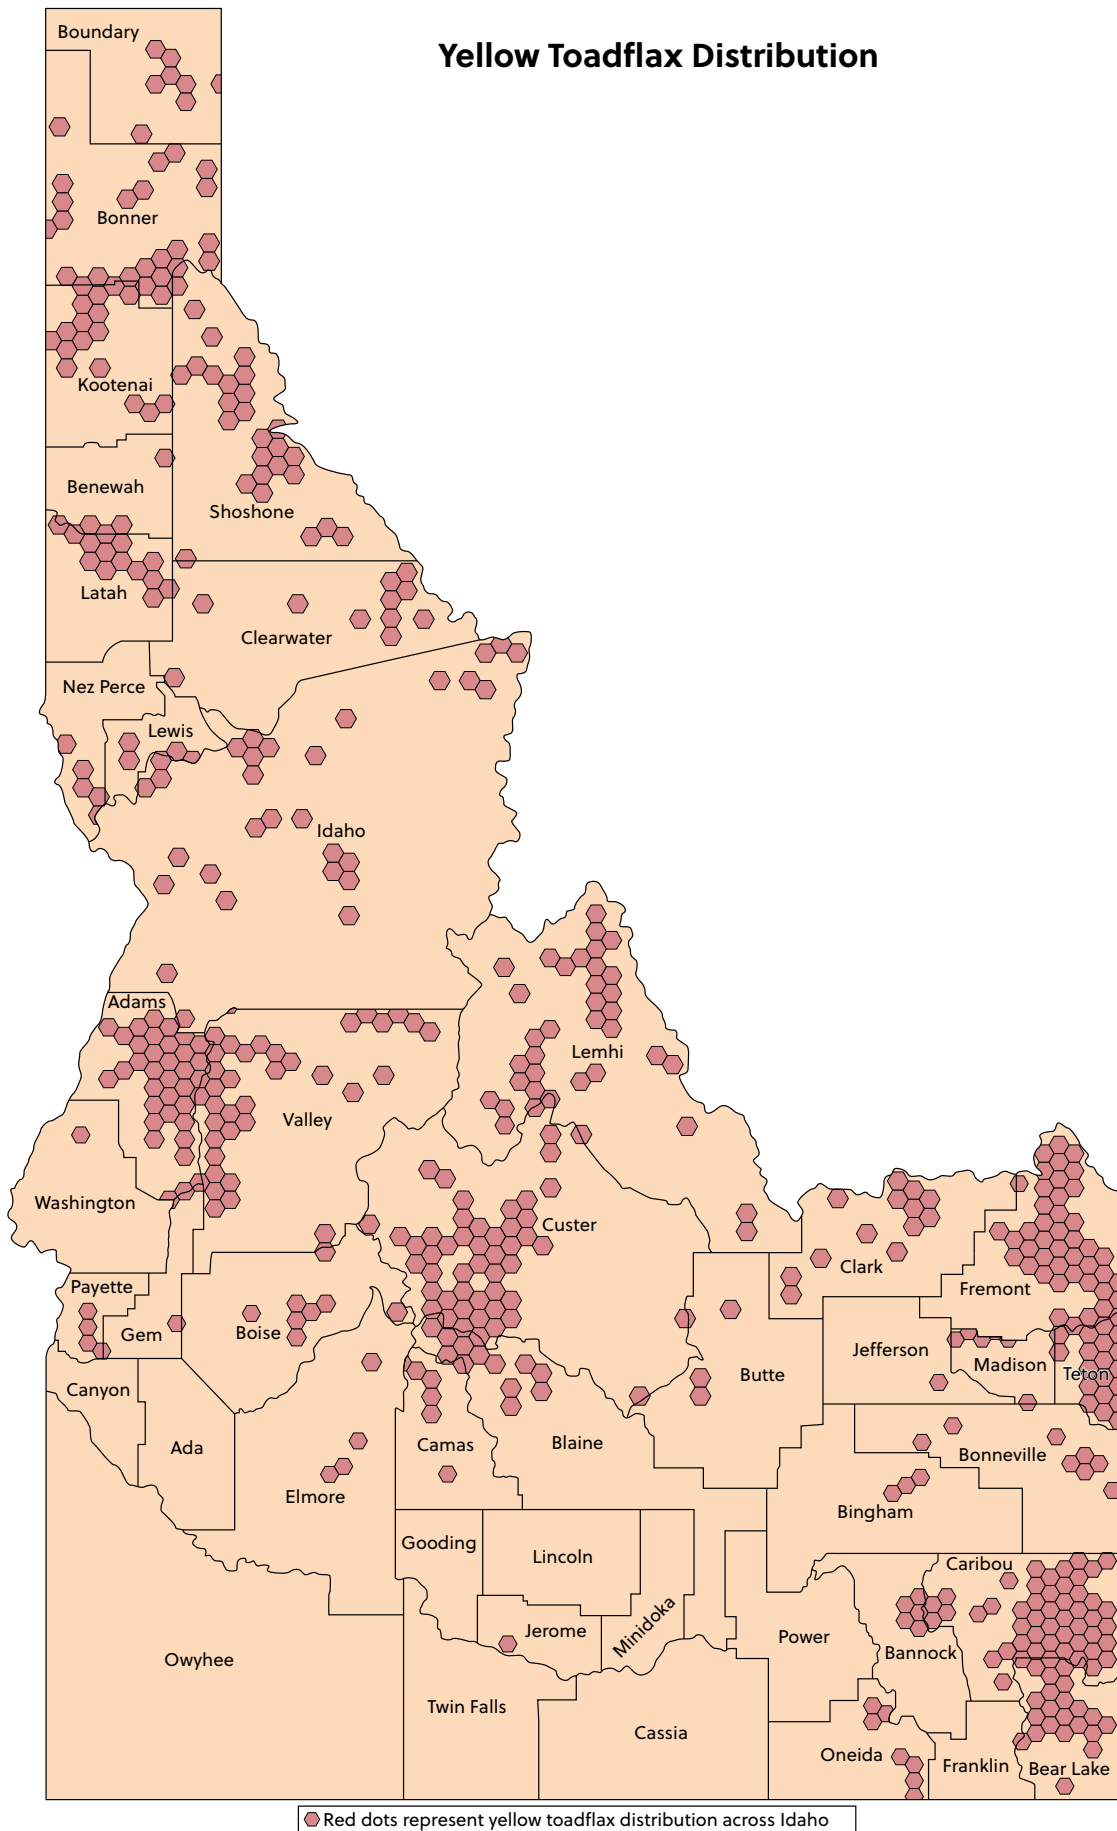 Yellow Toadflax Distribution
Boundary
Bonner
Kootenai
Benewah
Shoshone
Latah
Clearwater
Nez Perce
Lewis
Idaho
Adams
Lemhi
Valley
Washington
Custer
Clark
Payette
Fremont
Gem
Boise
Jefferson
Madison
Butte
Teton
Canyon
Ada
Camas
Blaine
Bonneville
Elmore
Bingham
Gooding
Lincoln
Caribou
Jerome
Minidoka
Power
Bannock
Owyhee
Twin Falls
Cassia
Oneida
Franklin
Bear Lake
Red dots represent yellow toadflax distribution across Idaho